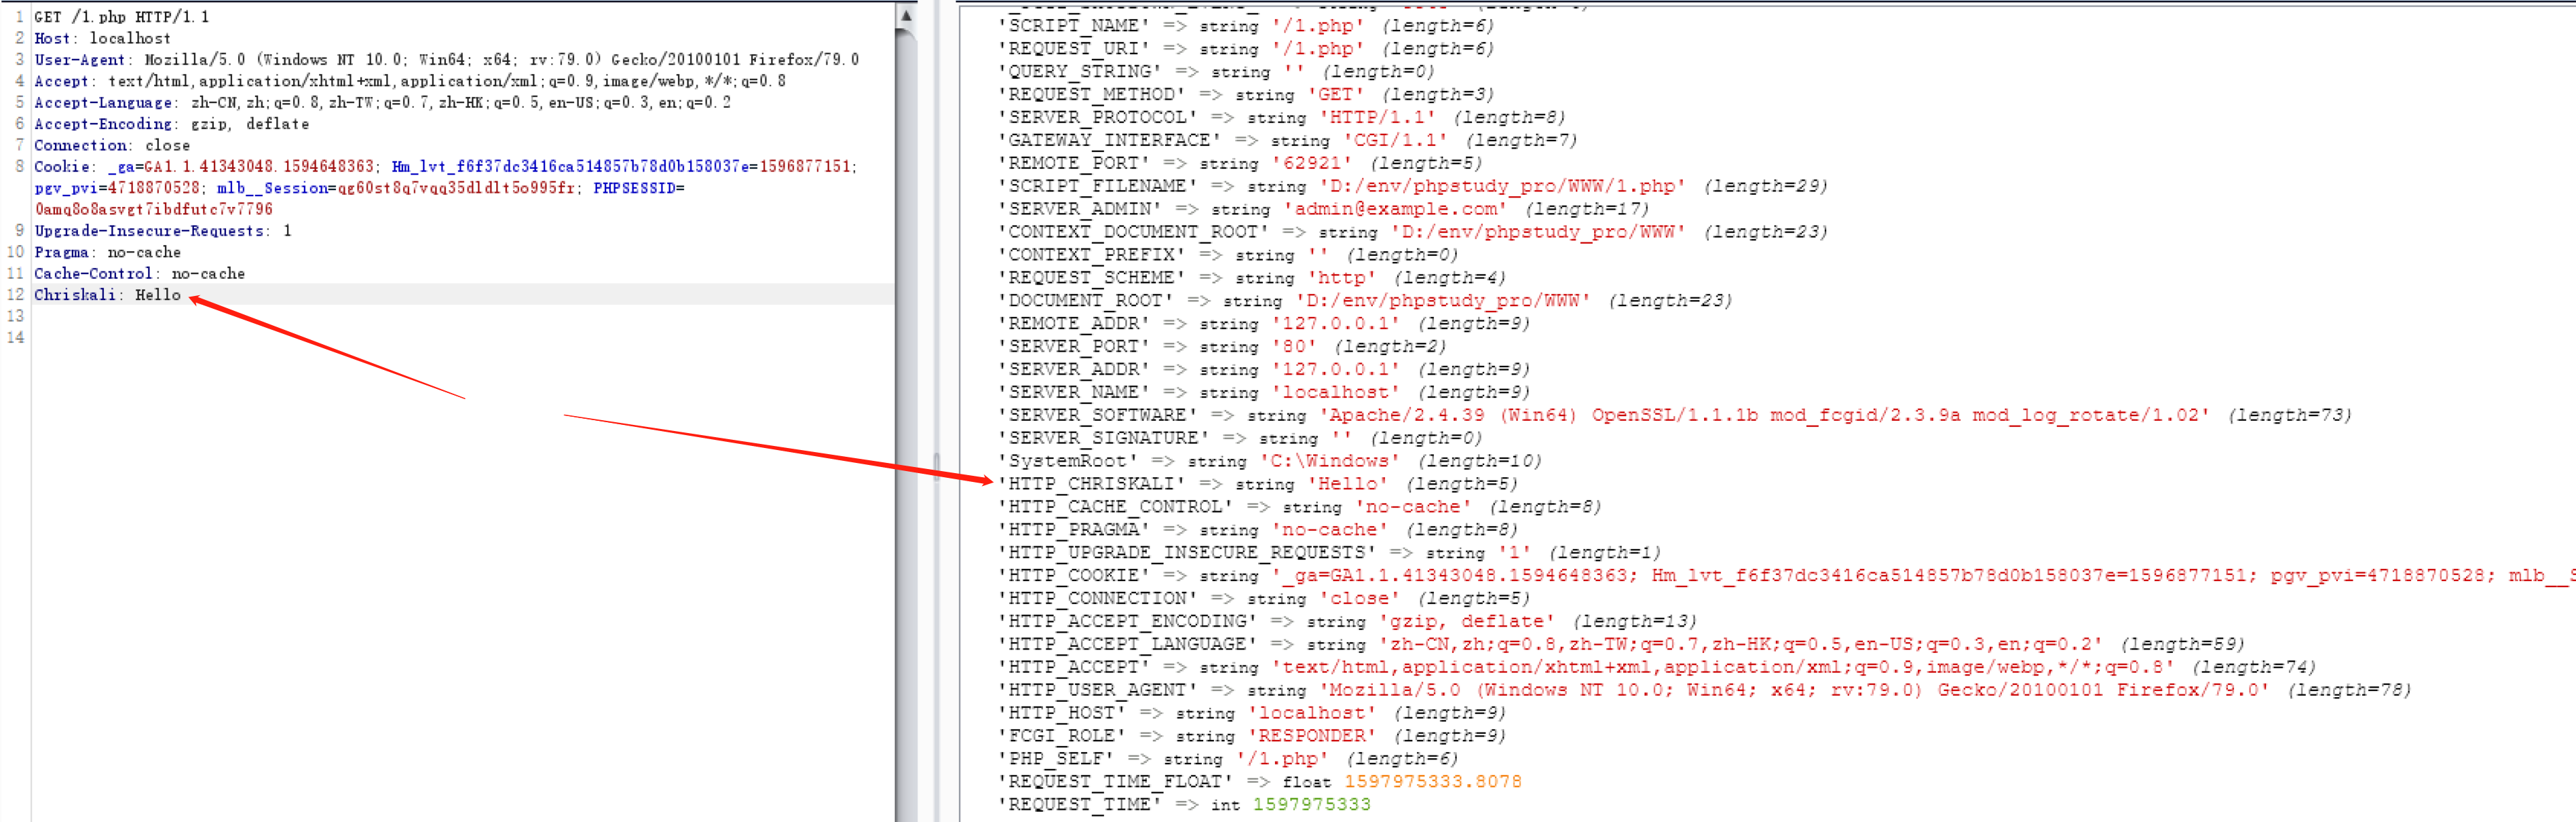 1 GET /1.php HTTP/1.1
2 Host: localhost
3 User-Agent: Mozilla/5.0 (Windows NT 10.0; Win64; x64; rv:79.0) Gecko/20100101 Firefox/79.0
4 Accept: text/html,application/xhtml+xml,application/xml;q=0.9,image/webp,*/*;q=0.8
5 Accept-Language: zh-CN,zh;q=0.8,zh-TW;q=0.7,zh-HK;q=0.5,en-US;q=0.3,en;q=0.2
6 Accept-Encoding: gzip, deflate
7 Connection: close
8 Cookie: _ga=GA1.1.41343048.1594648363; Hm_lvt_f6f37dc3416ca514857b78d0b158037e=1596877151;
pgv_pvi=4718870528; mlb__Session=qg60st8q7vqq35dldlt5o995fr; PHPSESSID=
0amq8o8asvgt7ibdfutc7v7796
9 Upgrade-Insecure-Requests: 1
10 Pragma: no-cache
11 Cache-Control: no-cache
12 Chriskali: Hello
13
14
'SCRIPT_NAME' => string '/1.php' (length=6)
'REQUEST_URI' => string '/1.php' (length=6)
'QUERY_STRING' => string '' (length=0)
'REQUEST_METHOD' => string 'GET' (length=3)
'SERVER_PROTOCOL' => string 'HTTP/1.1' (length=8)
'GATEWAY_INTERFACE' => string 'CGI/1.1' (length=7)
'REMOTE_PORT' => string '62921' (length=5)
'SCRIPT_FILENAME' => string 'D:/env/phpstudy_pro/WWW/1.php' (length=29)
'SERVER_ADMIN' => string 'admin@example.com' (length=17)
'CONTEXT_DOCUMENT_ROOT' => string 'D:/env/phpstudy_pro/WWW' (length=23)
'CONTEXT_PREFIX' => string '' (length=0)
'REQUEST_SCHEME' => string 'http' (length=4)
'DOCUMENT_ROOT' => string 'D:/env/phpstudy_pro/WWW' (length=23)
'REMOTE_ADDR' => string '127.0.0.1' (length=9)
'SERVER_PORT' => string '80' (length=2)
'SERVER_ADDR' => string '127.0.0.1' (length=9)
'SERVER_NAME' => string 'localhost' (length=9)
'SERVER_SOFTWARE' => string 'Apache/2.4.39 (Win64) OpenSSL/1.1.1b mod_fcgid/2.3.9a mod_log_rotate/1.02' (length=73)
'SERVER_SIGNATURE' => string '' (length=0)
'SystemRoot' => string 'C:\Windows' (length=10)
'HTTP_CHRISKALI' => string 'Hello' (length=5)
'HTTP_CACHE_CONTROL' => string 'no-cache' (length=8)
'HTTP_PRAGMA' => string 'no-cache' (length=8)
'HTTP_UPGRADE_INSECURE_REQUESTS' => string '1' (length=1)
'HTTP_COOKIE' => string '_ga=GA1.1.41343048.1594648363; Hm_lvt_f6f37dc3416ca514857b78d0b158037e=1596877151; pgv_pvi=4718870528; mlb__S
'HTTP_CONNECTION' => string 'close' (length=5)
'HTTP_ACCEPT_ENCODING' => string 'gzip, deflate' (length=13)
'HTTP_ACCEPT_LANGUAGE' => string 'zh-CN,zh;q=0.8,zh-TW;q=0.7,zh-HK;q=0.5,en-US;q=0.3,en;q=0.2' (length=59)
'HTTP_ACCEPT' => string 'text/html,application/xhtml+xml,application/xml;q=0.9,image/webp,*/*;q=0.8' (length=74)
'HTTP_USER_AGENT' => string 'Mozilla/5.0 (Windows NT 10.0; Win64; x64; rv:79.0) Gecko/20100101 Firefox/79.0' (length=78)
'HTTP_HOST' => string 'localhost' (length=9)
'FCGI_ROLE' => string 'RESPONDER' (length=9)
'PHP_SELF' => string '/1.php' (length=6)
'REQUEST_TIME_FLOAT' => float 1597975333.8078
'REQUEST_TIME' => int 1597975333